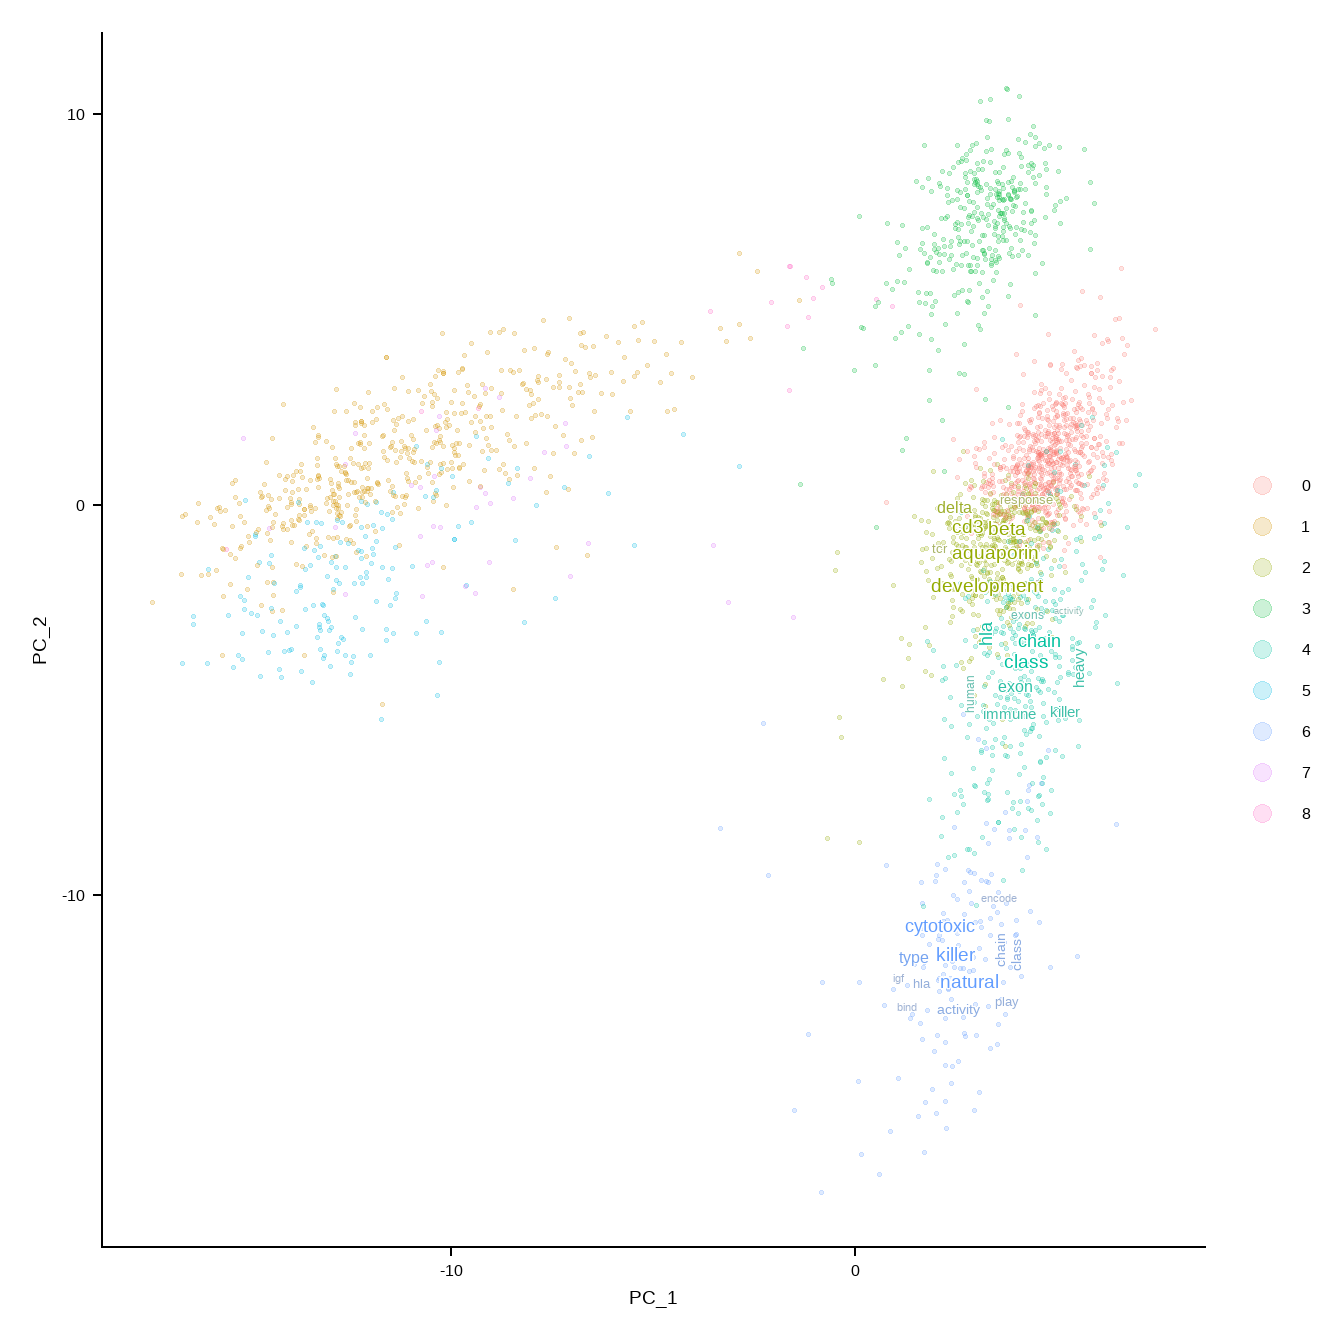 10
0
-10
PC_2
-10
0
PC_1
response
delta
cd3 beta
tcr
aquaporin
development
exons
activity
hla
chain
class
heavy
human
exon
immune
killer
encode
cytotoxic
chain
class
type
killer
igf
hla
natural
bind
activity
play
0
1
2
3
4
5
6
7
8